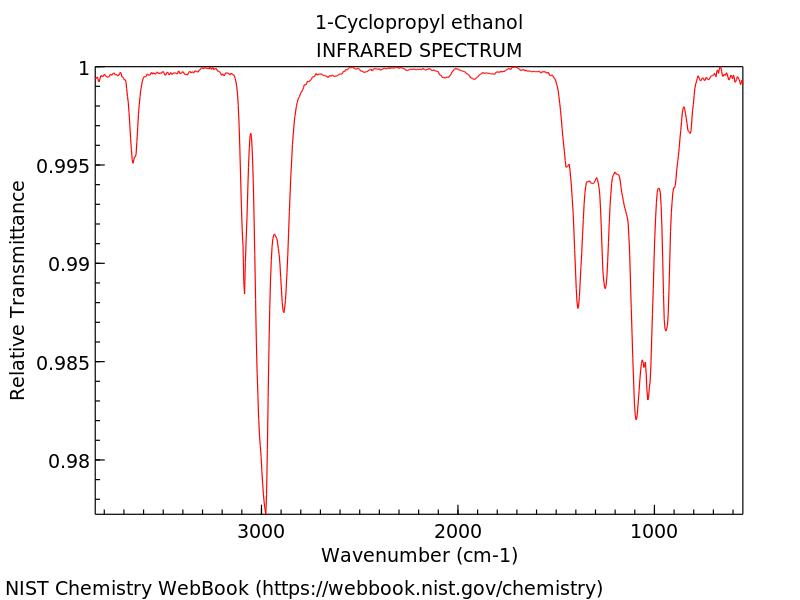 1-Cyclopropyl ethanol
INFRARED SPECTRUM
1
0.995
0.99
0.985
0.98
Relative Transmittance
3000 2000 1000
Wavenumber (cm-1)
NIST Chemistry WebBook (https://webbook.nist.gov/chemistry)